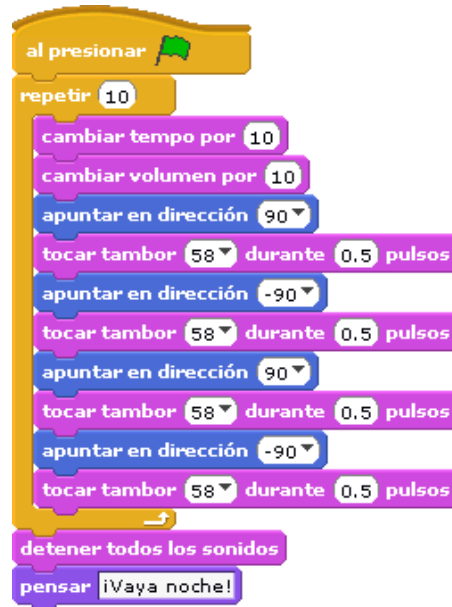 al presionar
repetir 10
cambiar tempo por 10
cambiar volumen por 10
apuntar en dirección 90
tocar tambor 58 durante 0.5 pulsos
apuntar en dirección -90
tocar tambor 58 durante 0.5 pulsos
apuntar en dirección 90
tocar tambor 58 durante 0.5 pulsos
apuntar en dirección -90
tocar tambor 58 durante 0.5 pulsos
detener todos los sonidos
pensar ¡Vaya noche!